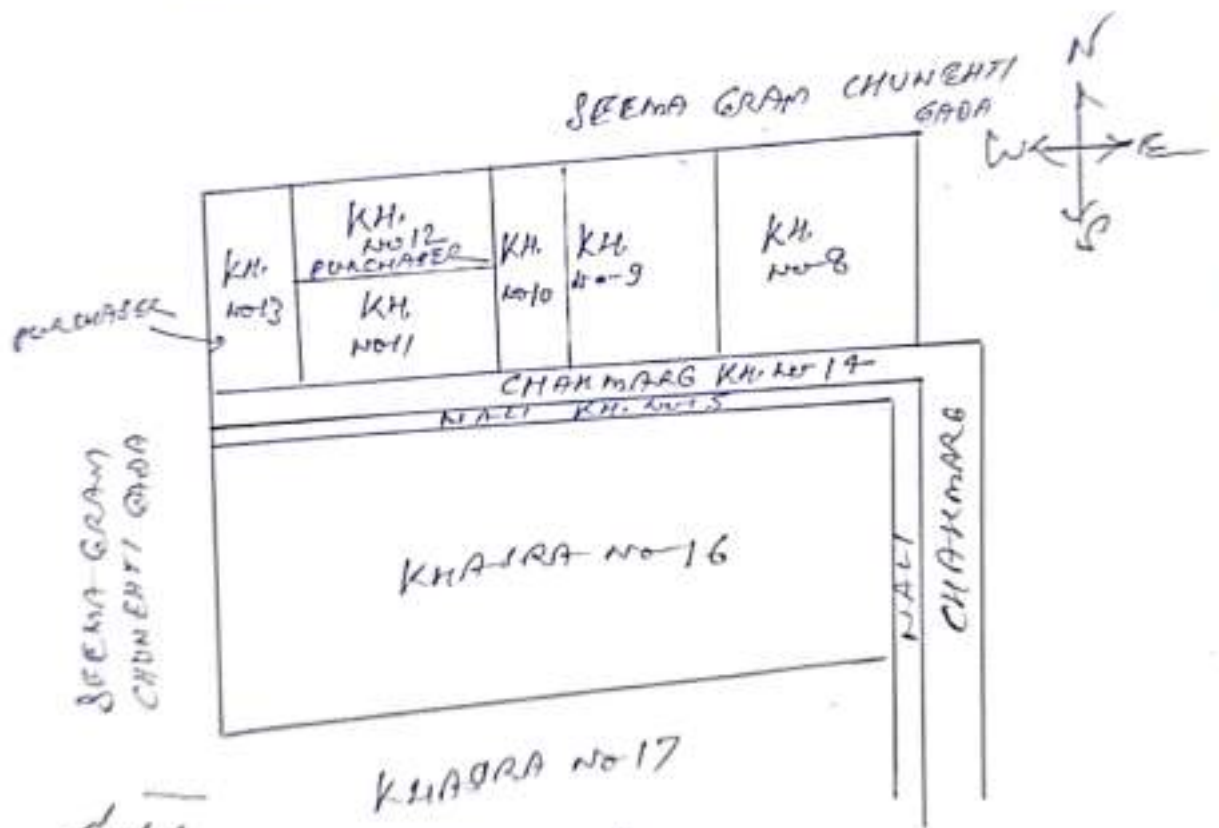 N
SEEMA GRAM CHUNEHTI
GADA
W E
S
KH.
NO 12
PURCHASER
KH.
NO 13
KH.
NO 10
KH.
NO-9
KH.
NO-8
PURCHASER
KH.
NO 11
CHAKMARG KH. NO 14
NALI KH. NO 15
SEEMA GRAM
CHUNEHTI GADA
KHASRA NO-16
NALI
CHAKMARG
KHASRA NO 17